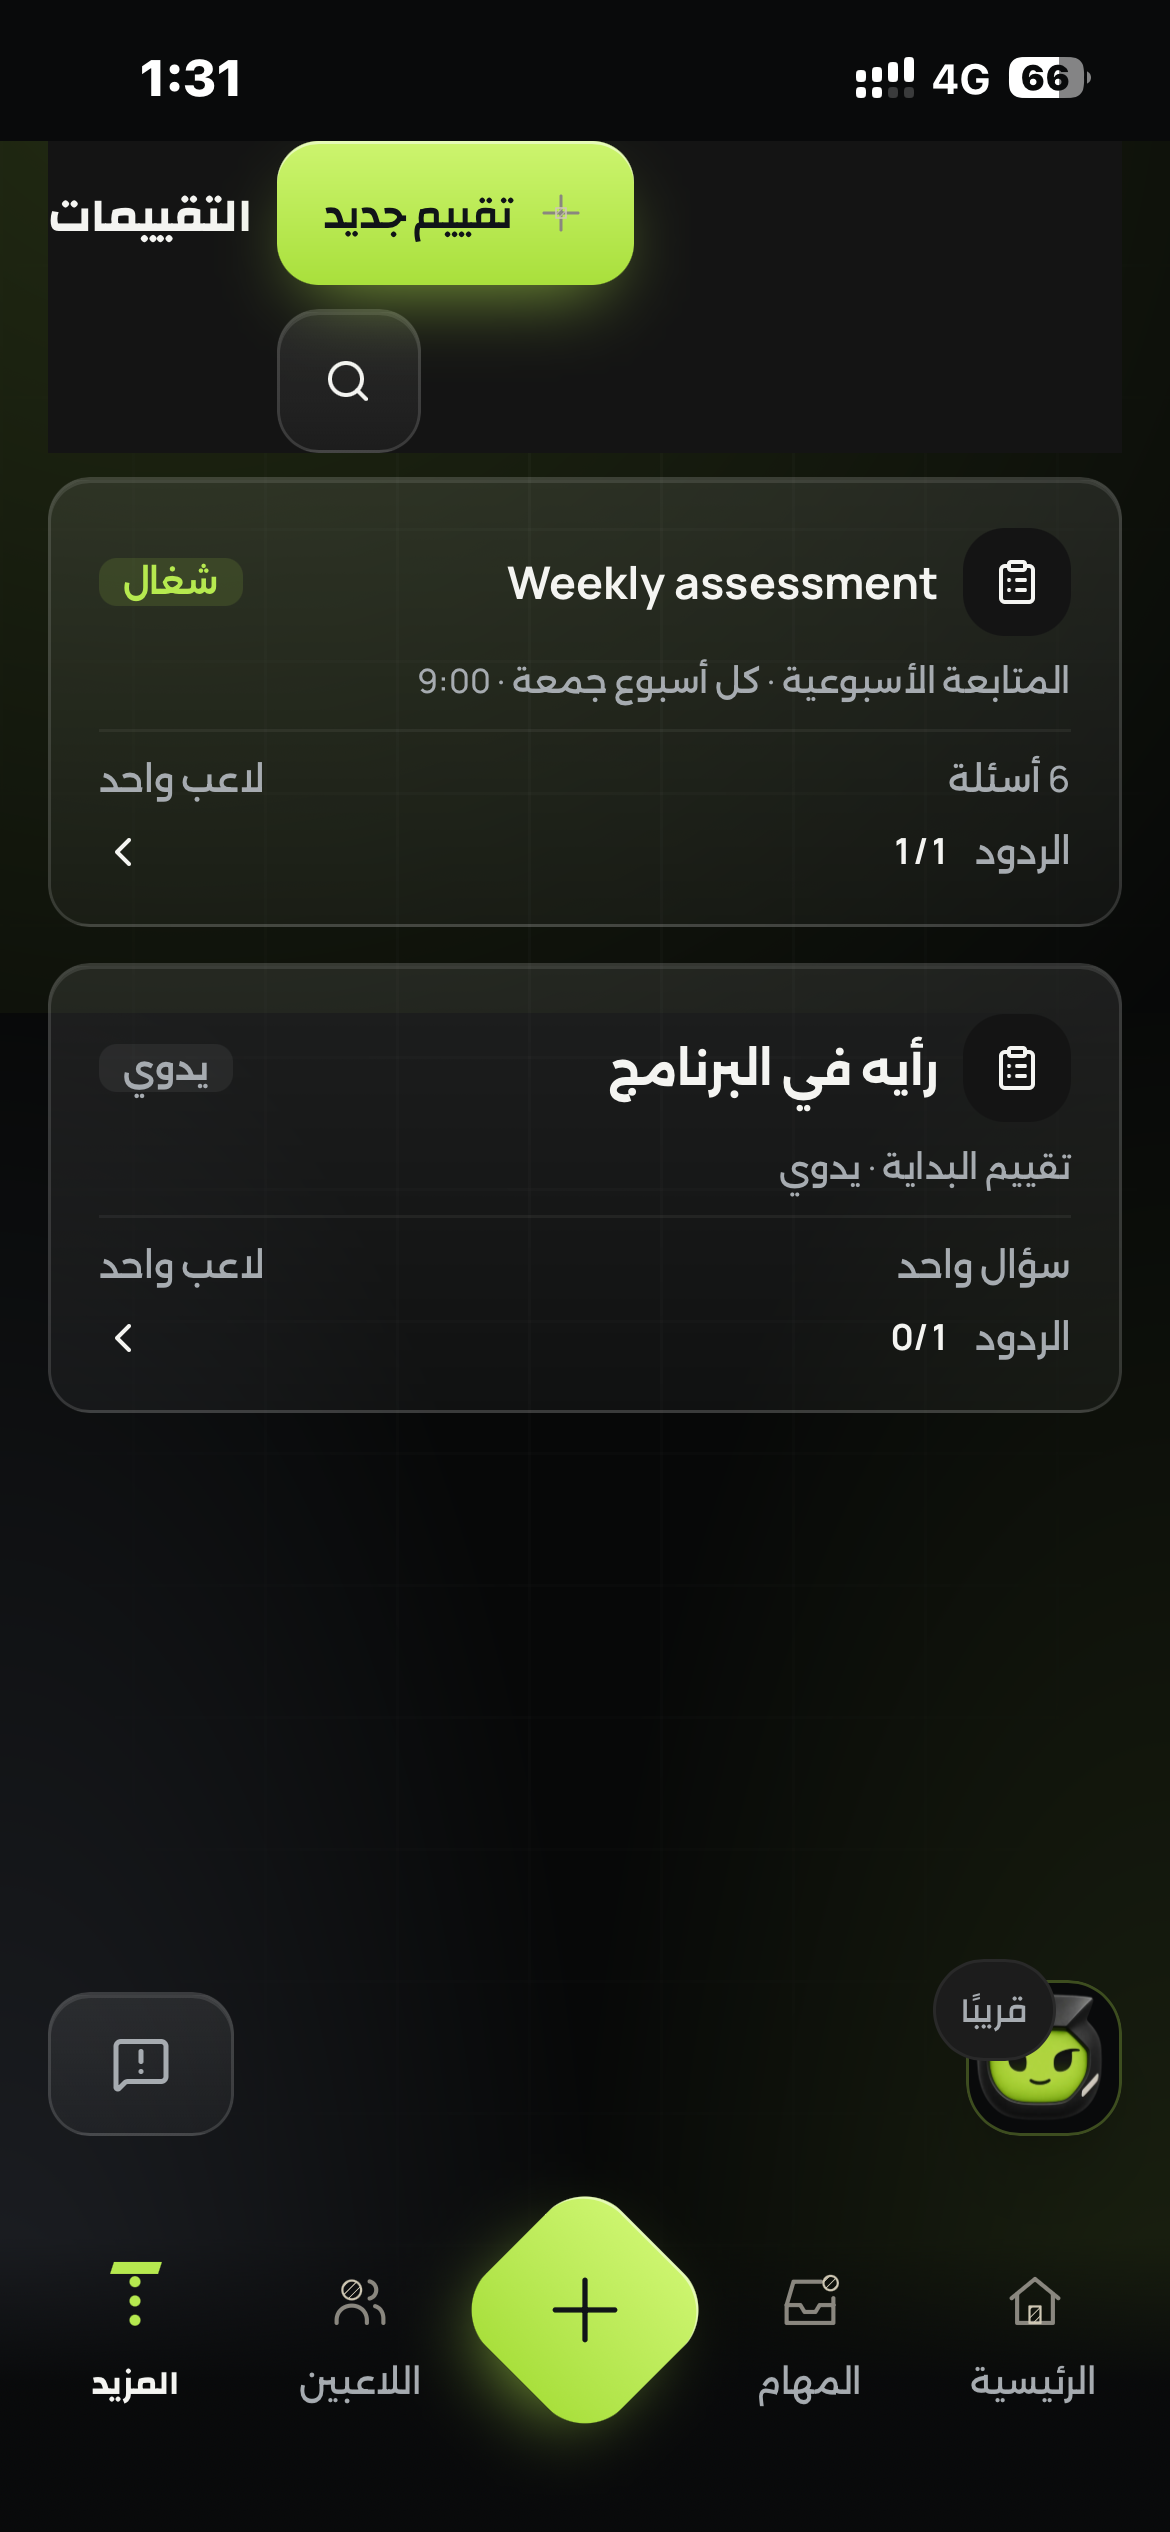 1:31
4G 66
التقييمات
تقييم جديد
Weekly assessment
شغال
المتابعة الأسبوعية · كل أسبوع جمعة · 9:00
6 أسئلة
لاعب واحد
الردود 1/1
رأيه في البرنامج
يدوي
تقييم البداية · يدوي
سؤال واحد
لاعب واحد
الردود 0/1
قريبًا
الرئيسية
المهام
اللاعبين
المزيد